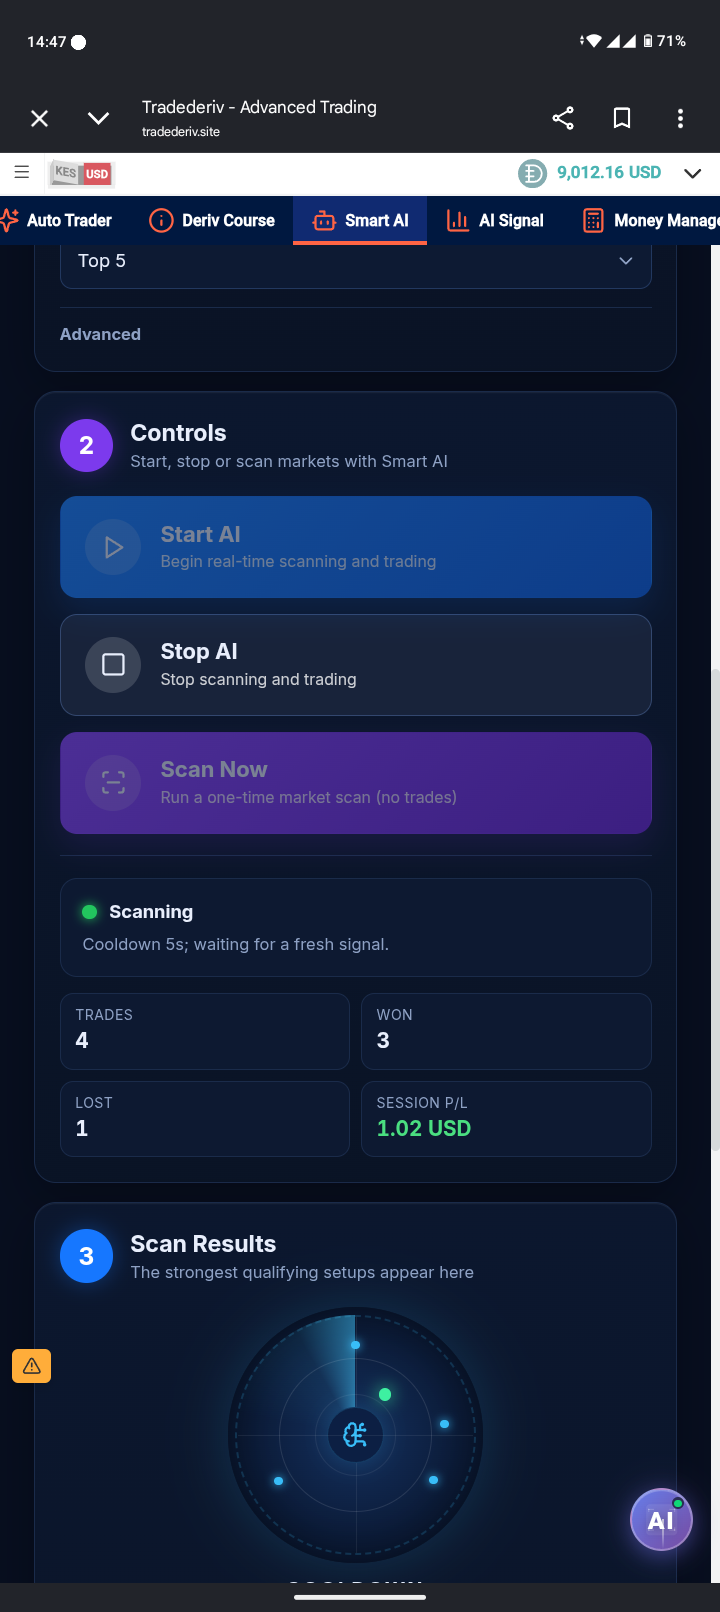 14:47
71%
Tradederiv - Advanced Trading
tradederiv.site
KES USD
9,012.16 USD
Auto Trader
Deriv Course
Smart AI
AI Signal
Money Manage
Top 5
Advanced
2
Controls
Start, stop or scan markets with Smart AI
Start AI
Begin real-time scanning and trading
Stop AI
Stop scanning and trading
Scan Now
Run a one-time market scan (no trades)
Scanning
Cooldown 5s; waiting for a fresh signal.
TRADES
4
WON
3
LOST
1
SESSION P/L
1.02 USD
3
Scan Results
The strongest qualifying setups appear here
AI